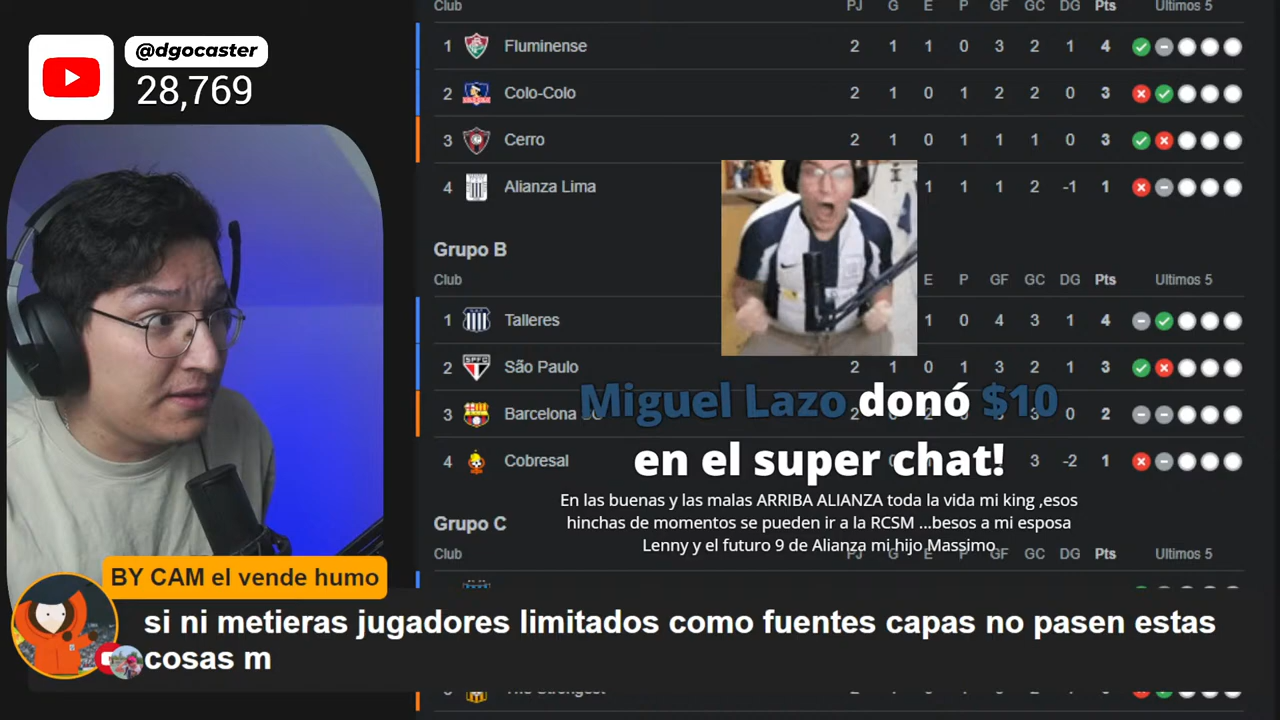 @dgocaster
28,769
Club PJ G E P GF GC DG Pts Últimos 5
1 Fluminense 2 1 1 0 3 2 1 4
2 Colo-Colo 2 1 0 1 2 2 0 3
3 Cerro 2 1 0 1 1 1 0 3
4 Alianza Lima 1 1 1 2 -1 1
Grupo B
Club E P GF GC DG Pts Últimos 5
1 Talleres 1 0 4 3 1 4
2 São Paulo 2 1 0 1 3 2 1 3
3 Barcelona 0 2
4 Cobresal 3 -2 1
Miguel Lazo donó $10
en el super chat!
En las buenas y las malas ARRIBA ALIANZA toda la vida mi king ,esos
hinchas de momentos se pueden ir a la RCSM ...besos a mi esposa
Lenny y el futuro 9 de Alianza mi hijo Massimo
Grupo C
Club PJ G E P GF GC DG Pts Últimos 5
BY CAM el vende humo
si ni metieras jugadores limitados como fuentes capas no pasen estas
cosas m